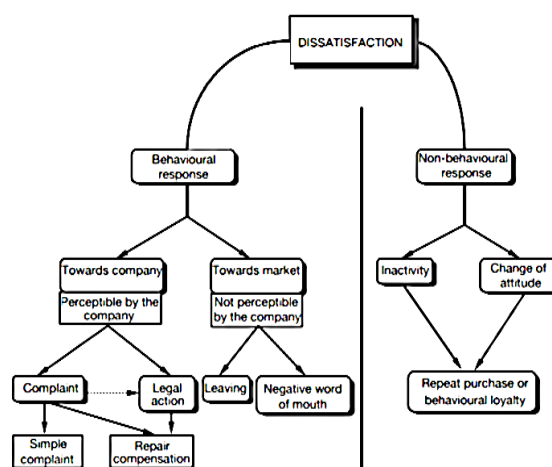 DISSATISFACTION
Behavioural
response
Non-behavioural
response
Towards company
Perceptible by the
company
Towards market
Not perceptible
by the company
Inactivity
Change of
attitude
Complaint
Legal
action
Leaving
Negative word
of mouth
Repeat purchase or
behavioural loyalty
Simple
complaint
Repair
compensation